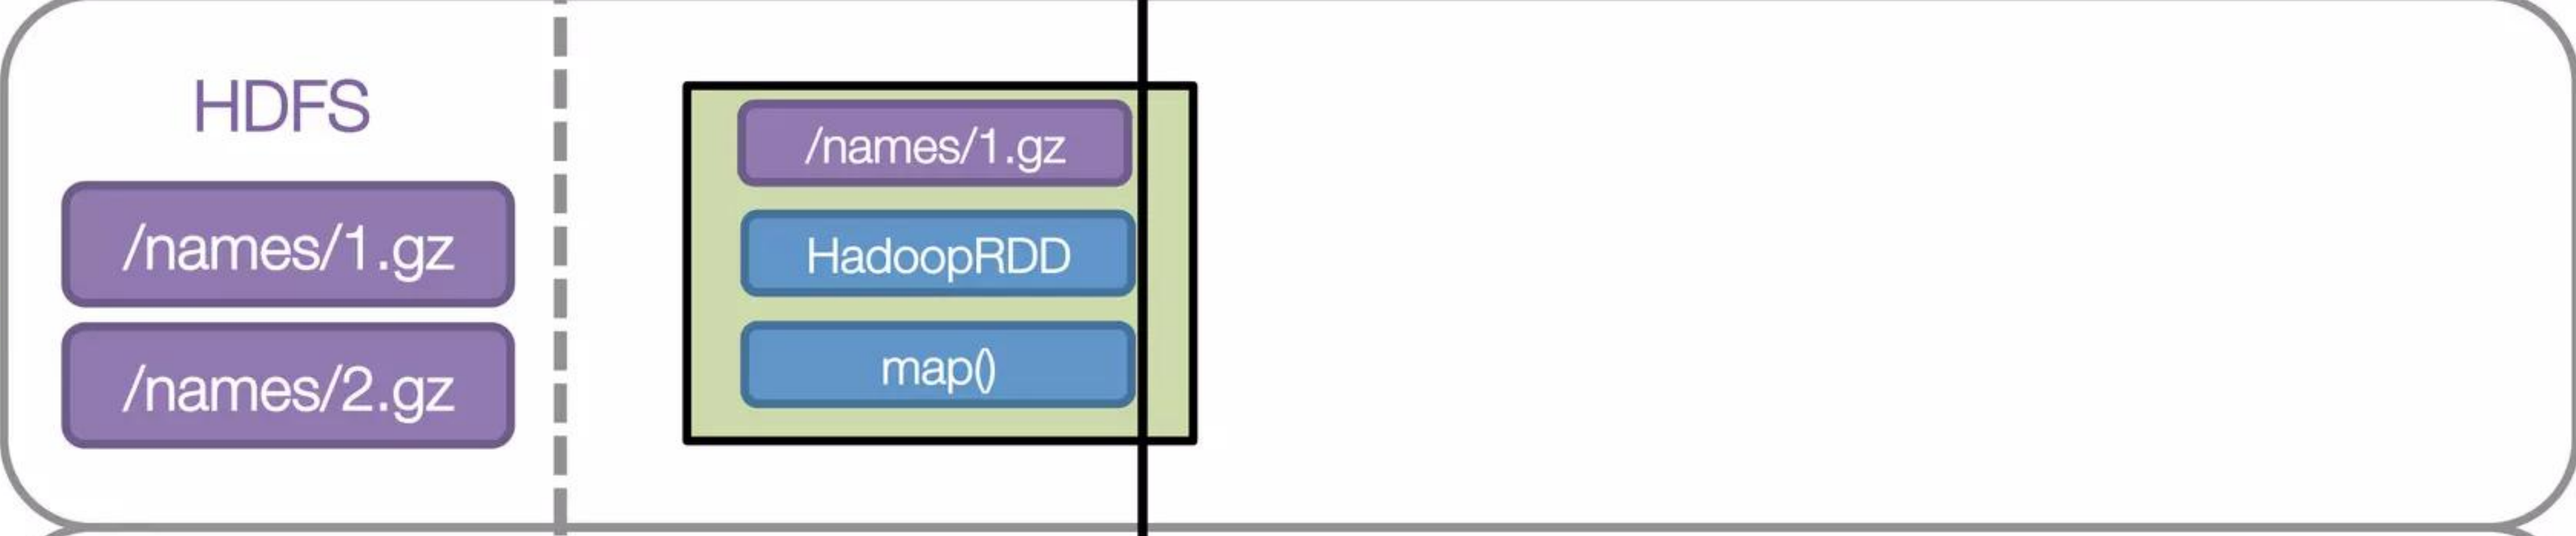 HDFS
/names/1.gz
/names/2.gz
/names/1.gz
HadoopRDD
map()